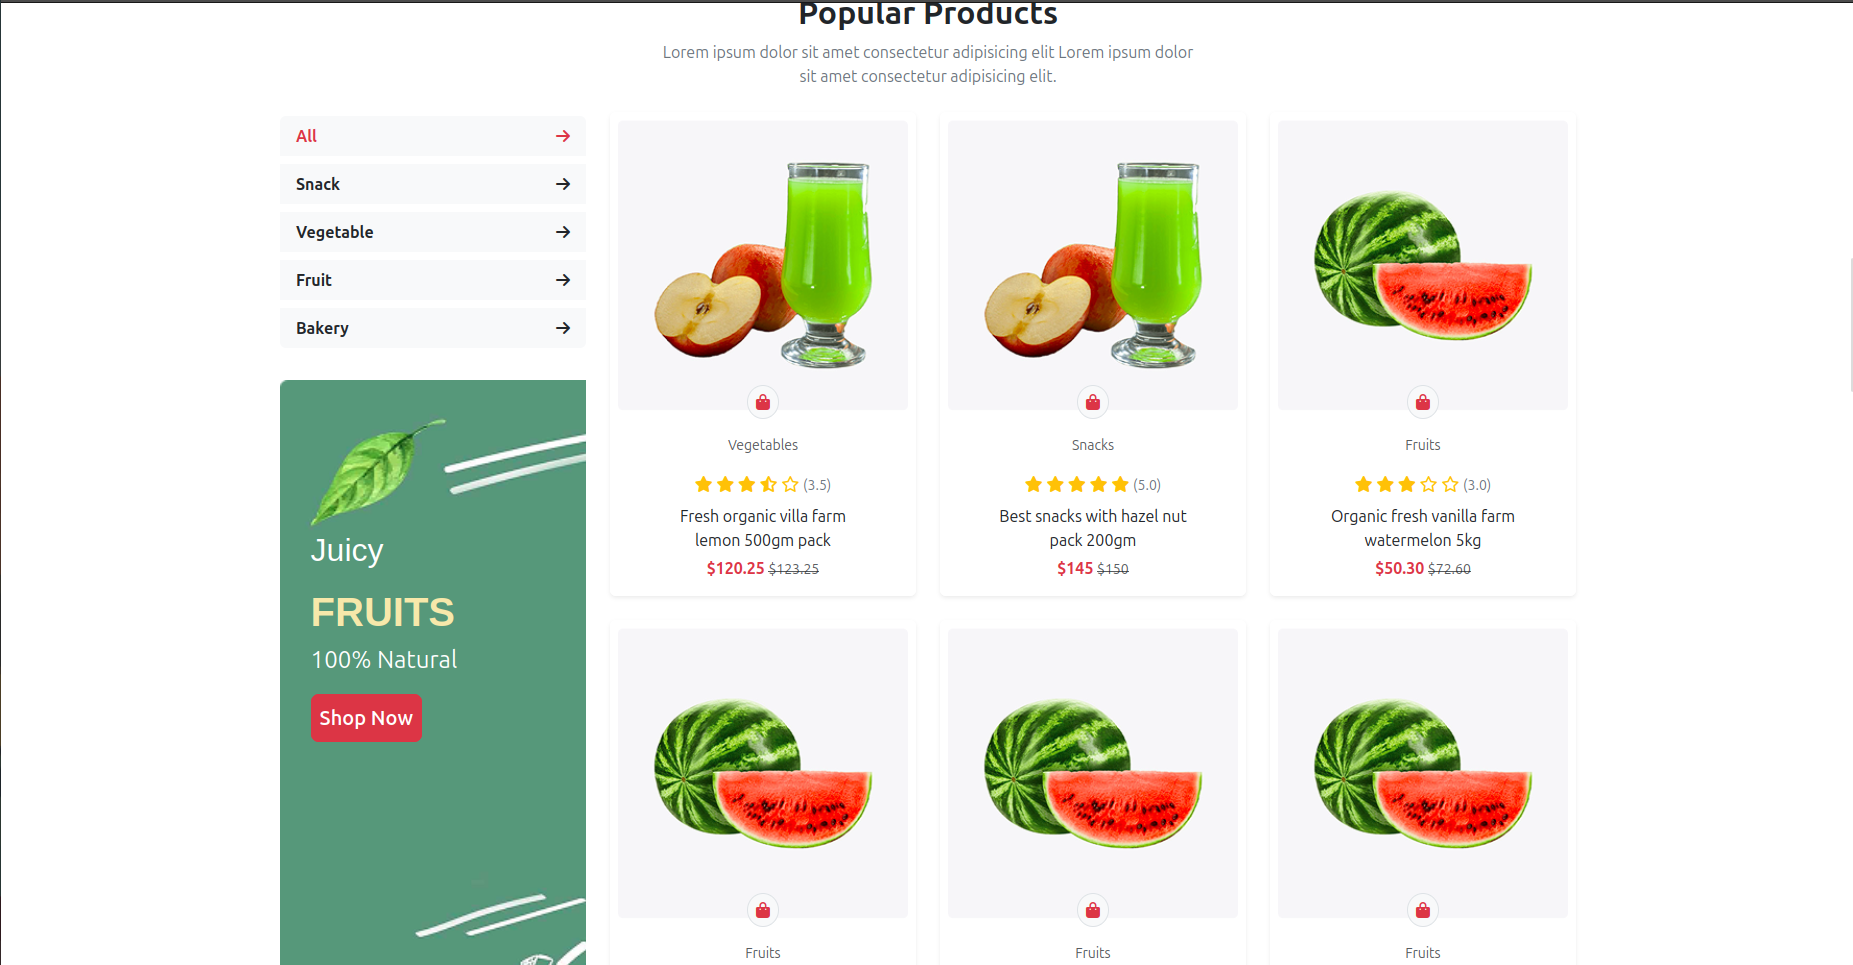 Popular Products
Lorem ipsum dolor sit amet consectetur adipisicing elit Lorem ipsum dolor
sit amet consectetur adipisicing elit.
All
Snack
Vegetable
Fruit
Bakery
Juicy
FRUITS
100% Natural
Shop Now
Vegetables
(3.5)
Fresh organic villa farm
lemon 500gm pack
$120.25 $123.25
Snacks
(5.0)
Best snacks with hazel nut
pack 200gm
$145 $150
Fruits
(3.0)
Organic fresh vanilla farm
watermelon 5kg
$50.30 $72.60
Fruits
Fruits
Fruits